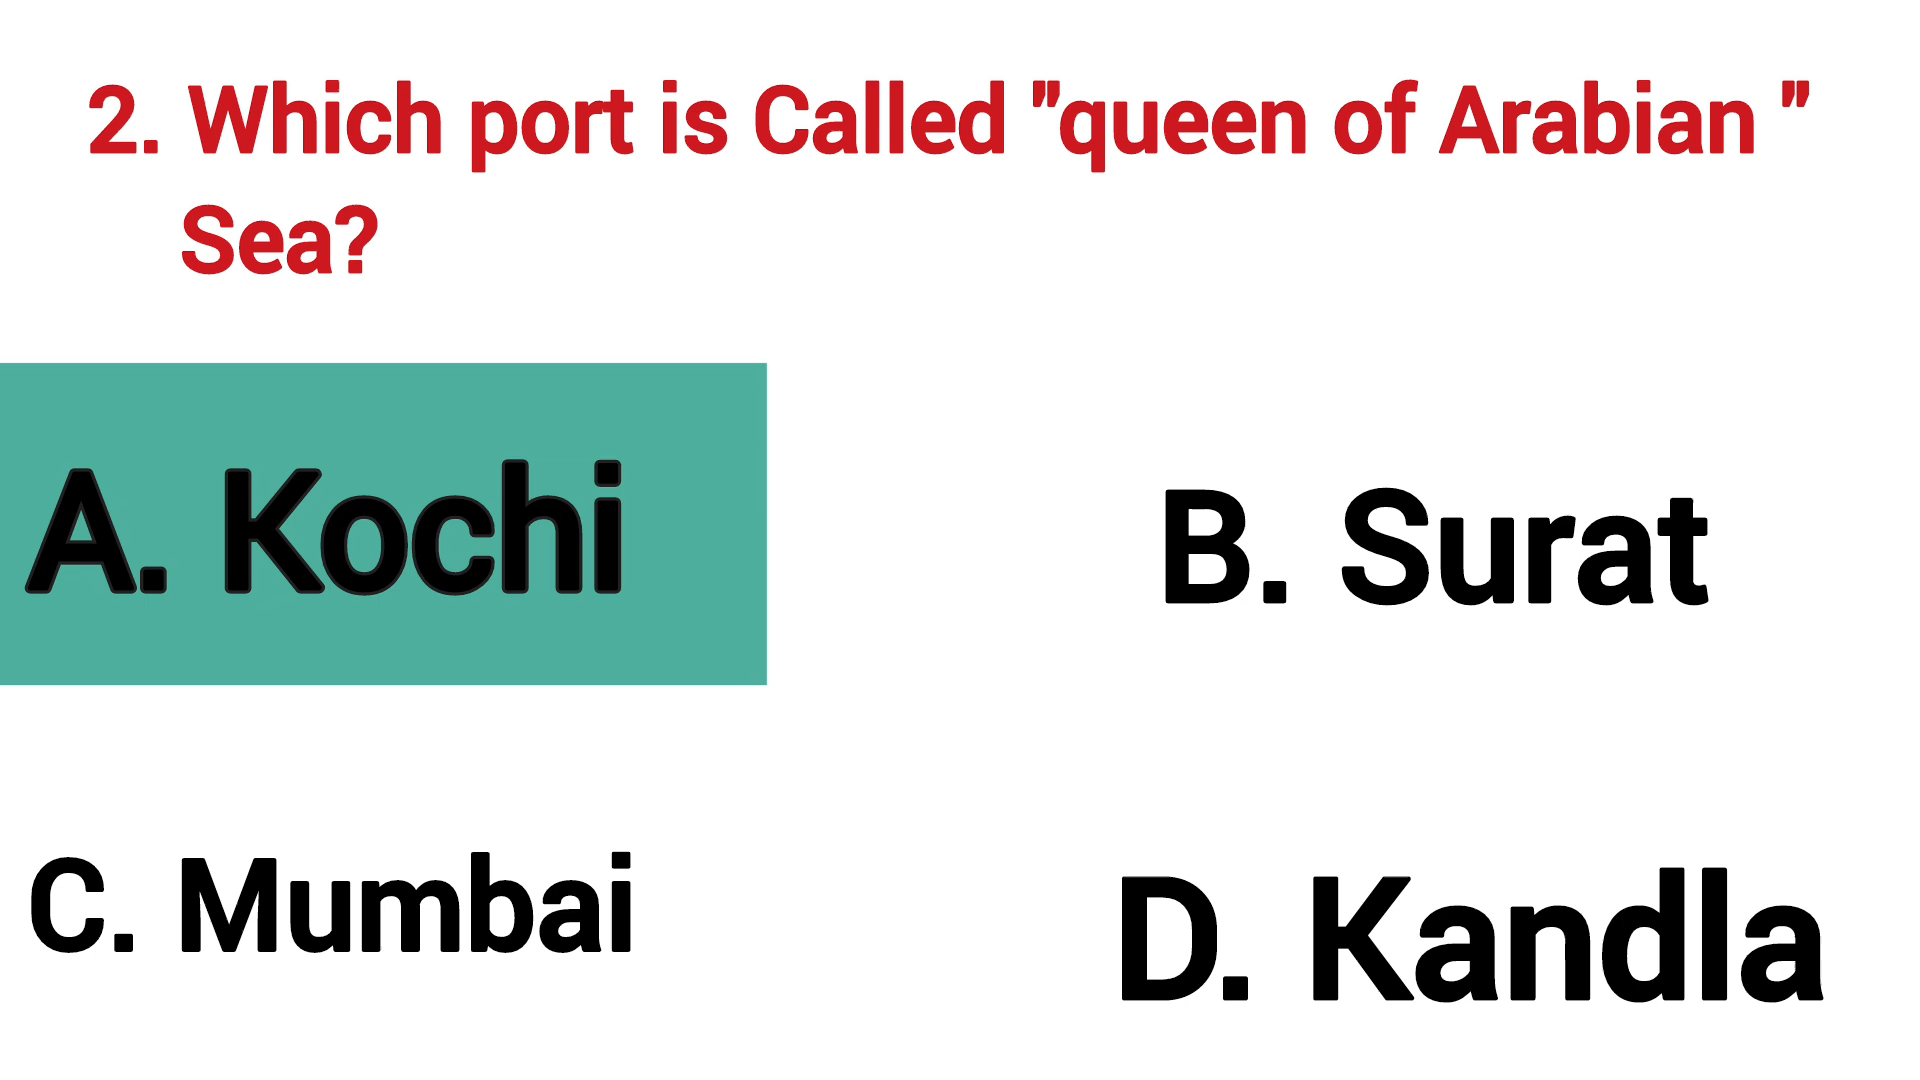 2. Which port is Called "queen of Arabian "
Sea?
A. Kochi
B. Surat
C. Mumbai
D. Kandla